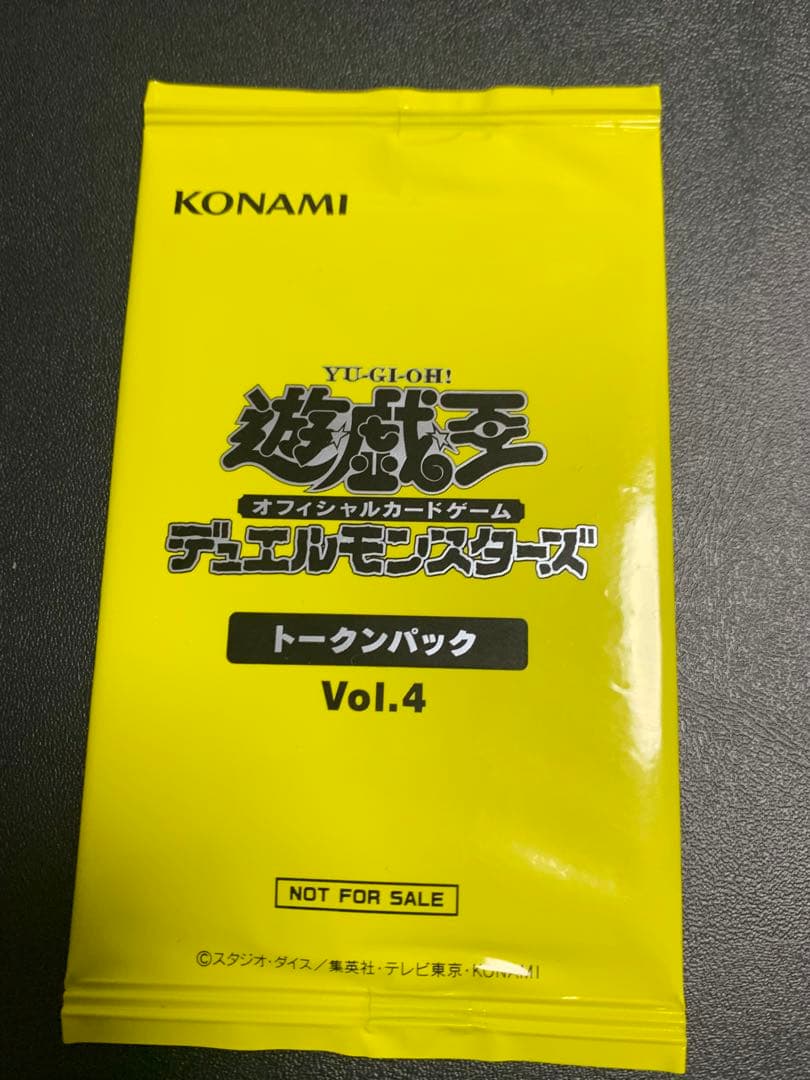 KONAMI
YU-GI-OH!
遊☆戯☆王
オフィシャルカードゲーム
デュエルモンスターズ
トークンパック
Vol.4
NOT FOR SALE
©スタジオ・ダイス/集英社・テレビ東京・KONAMI